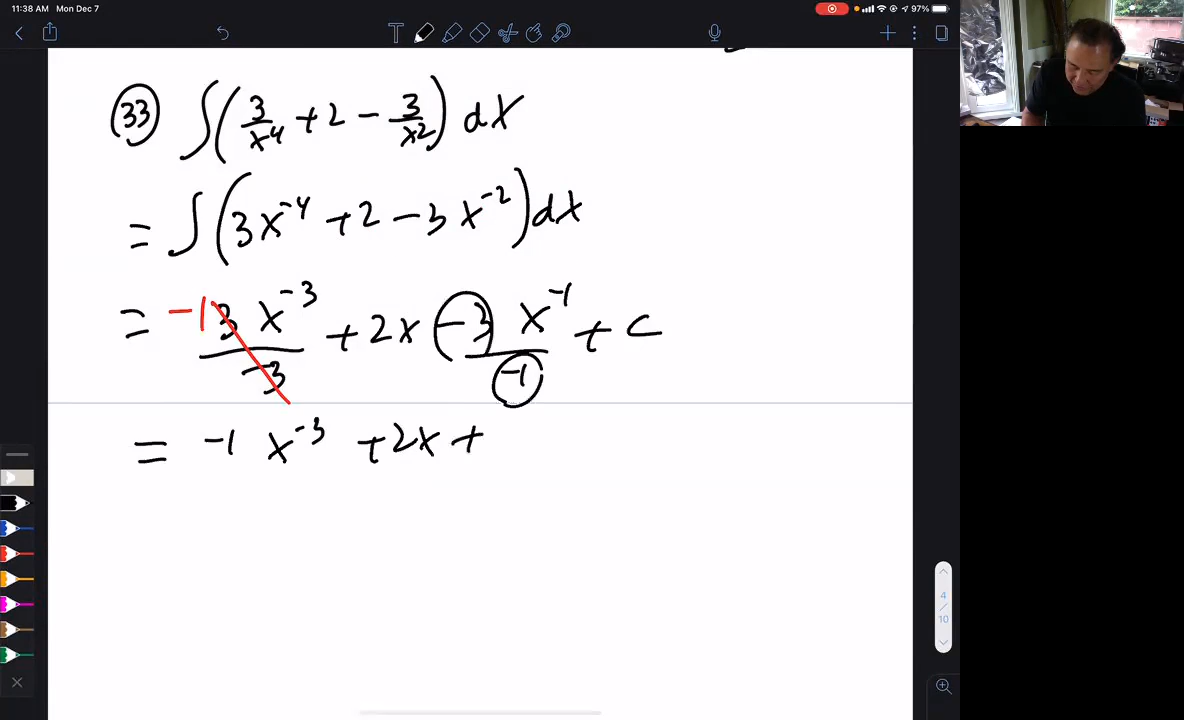 11:38 AM Mon Dec 7
97%
T
33 ∫(3/x⁴ + 2 − 3/x²) dx
= ∫(3x⁻⁴ + 2 − 3x⁻²)dx
= −1 3x⁻³/−3 + 2x −3x⁻¹/−1 + C
= −1 x⁻³ + 2x +
4
/
10